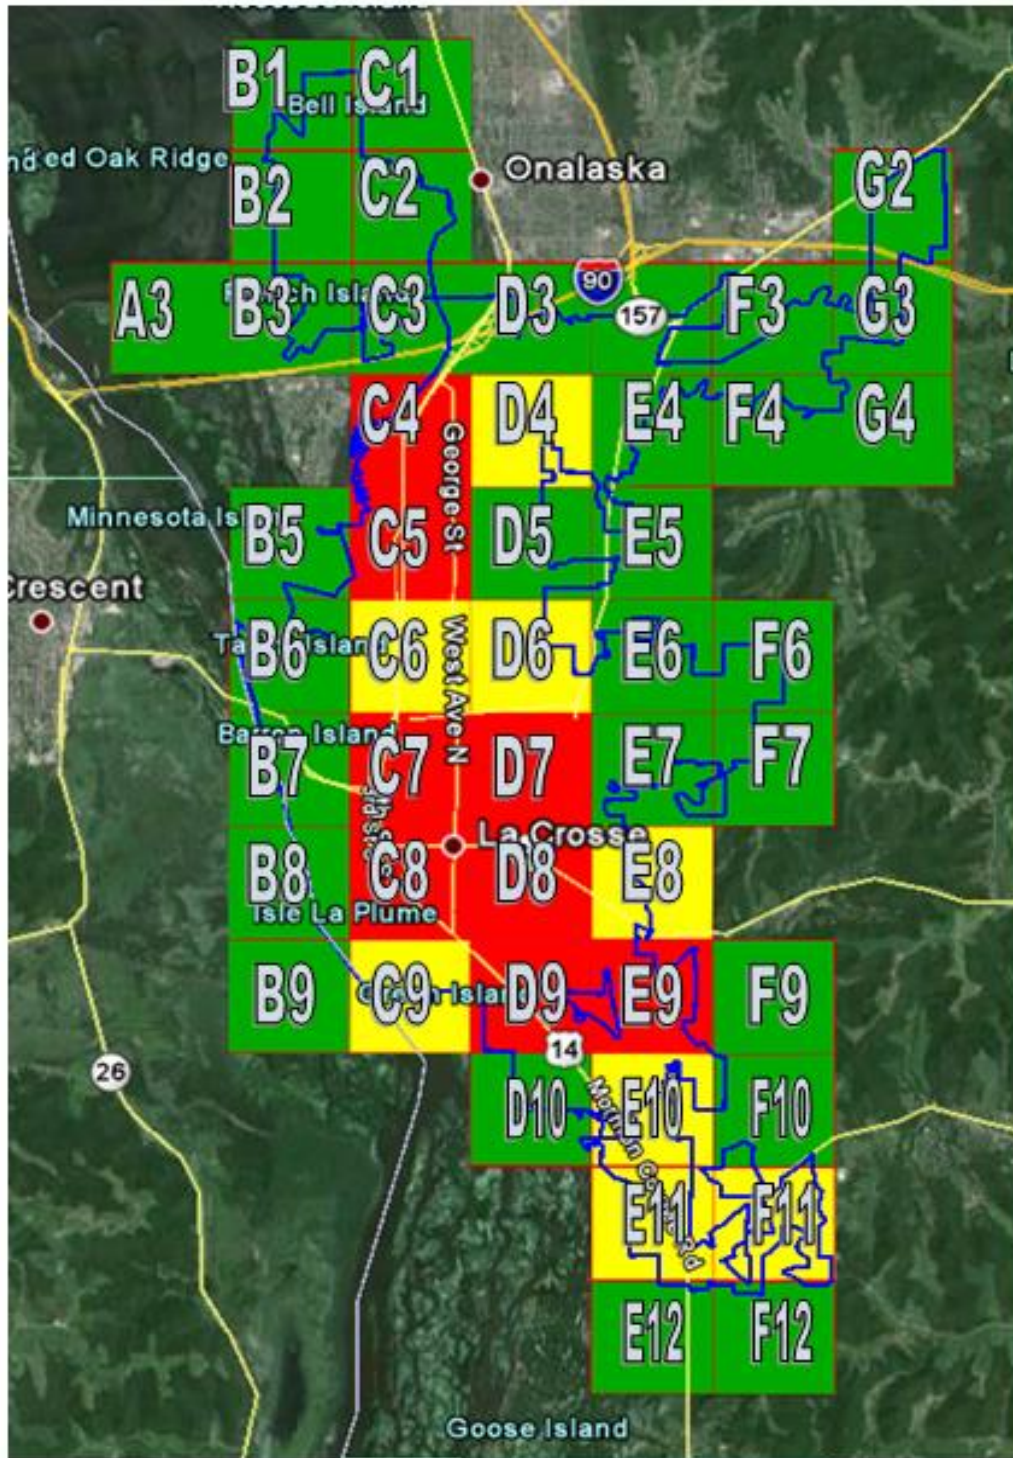 B1
C1
Bell Island
ed Oak Ridge
Onalaska
B2
C2
G2
A3
B3
C3
D3
90
157
F3
G3
C4
D4
E4
F4
G4
George St
Minnesota Isl
B5
C5
D5
E5
Crescent
B6
C6
D6
E6
F6
West Ave N
Barron Island
B7
C7
D7
E7
F7
La Crosse
B8
C8
D8
E8
Isle La Plume
B9
C9
D9
E9
F9
14
26
D10
E10
F10
E11
F11
E12
F12
Goose Island